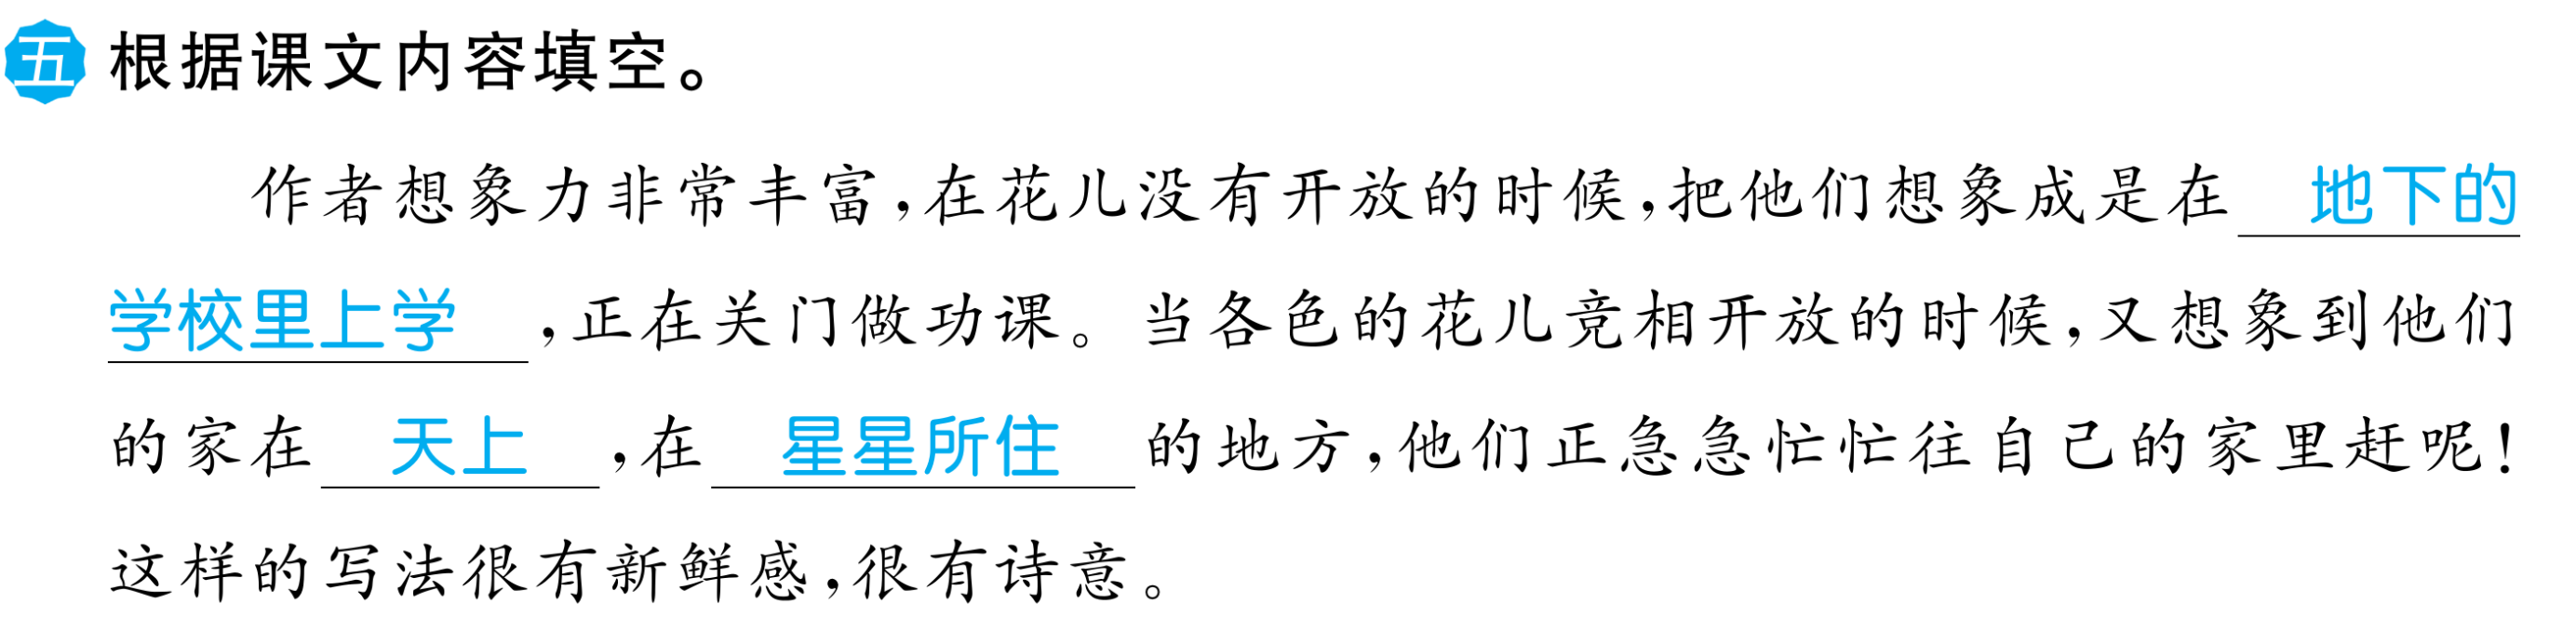 五 根据课文内容填空。
作者想象力非常丰富,在花儿没有开放的时候,把他们想象成是在 地下的
学校里上学 ,正在关门做功课。当各色的花儿竞相开放的时候,又想象到他们
的家在 天上 ,在 星星所住 的地方,他们正急急忙忙往自己的家里赶呢!
这样的写法很有新鲜感,很有诗意。